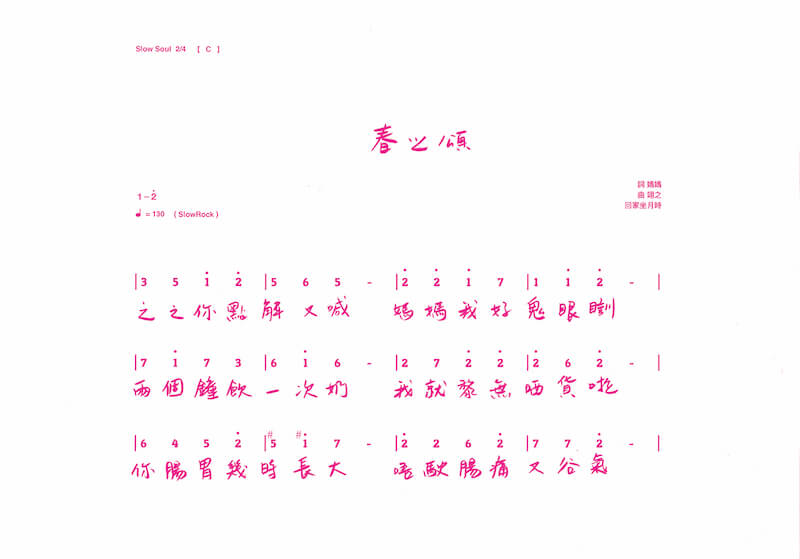 Slow Soul 2/4 [ C ]
春之頌
詞 媽媽
曲 翊之
回家坐月時
1 – 2̇
♩ = 130 ( SlowRock )
|3 5 1̇ 2̇ |5 6 5 - |2̇ 2̇ 1̇ 7 |1 1̇ 2̇ - |
之之你點解又喊 媽媽我好鬼眼瞓
|7 1̇ 7 3 |6 1̇ 6 - |2 7 2̇ 2̇ |2̇ 6 2̇ - |
兩個鐘飲一次奶 我就黎無晒貨啦
|6 4 5 2̇ |#5 #1̇ 7 - |2̇ 2 6 2̇ |7 7 2̇ - |
你腸胃幾時長大 唔駛腸痛又谷氣